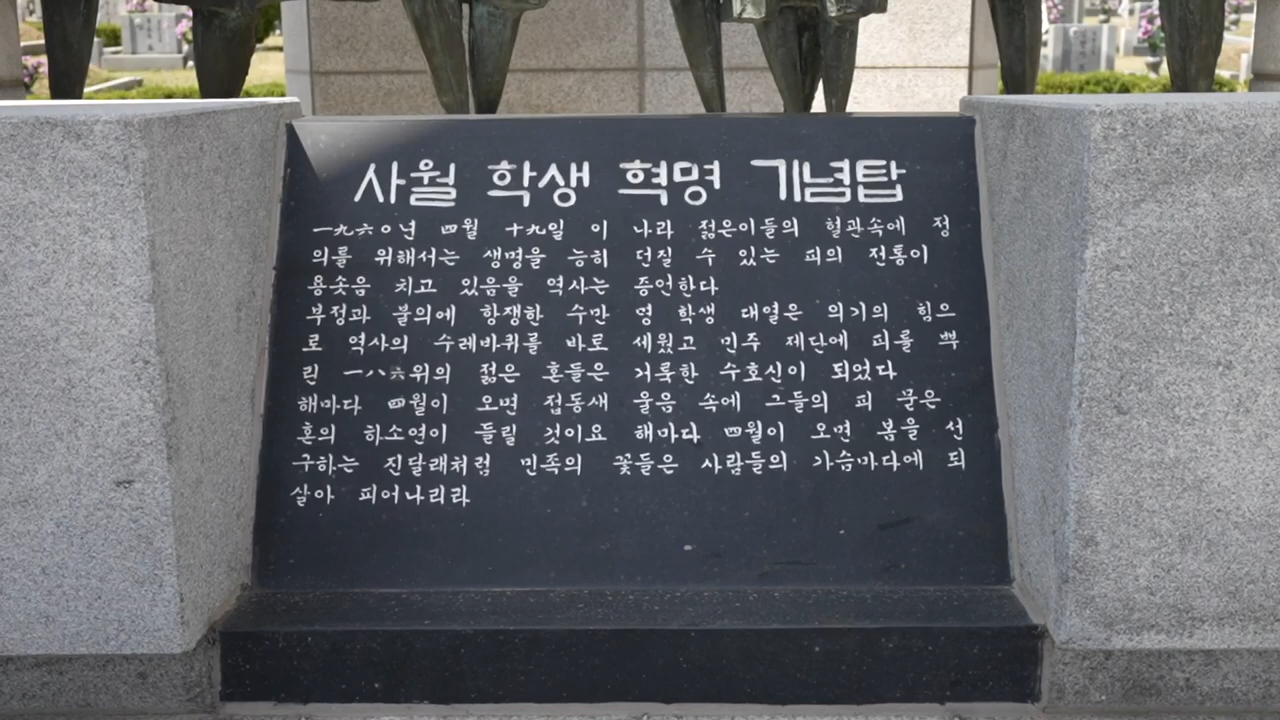 사월 학생 혁명 기념탑
一九六○년 四월 十九일 이 나라 젊은이들의 혈관속에 정
의를 위해서는 생명을 능히 던질 수 있는 피의 전통이
용솟음 치고 있음을 역사는 증언한다
부정과 불의에 항쟁한 수만 명 학생 대열은 의기의 힘으
로 역사의 수레바퀴를 바로 세웠고 민주 제단에 피를 뿌
린 一八六위의 젊은 혼들은 거룩한 수호신이 되었다
해마다 四월이 오면 접동새 울음 속에 그들의 피 묻은
혼의 하소연이 들릴 것이요 해마다 四월이 오면 봄을 선
구하는 진달래처럼 민족의 꽃들은 사람들의 가슴마다에 되
살아 피어나리라